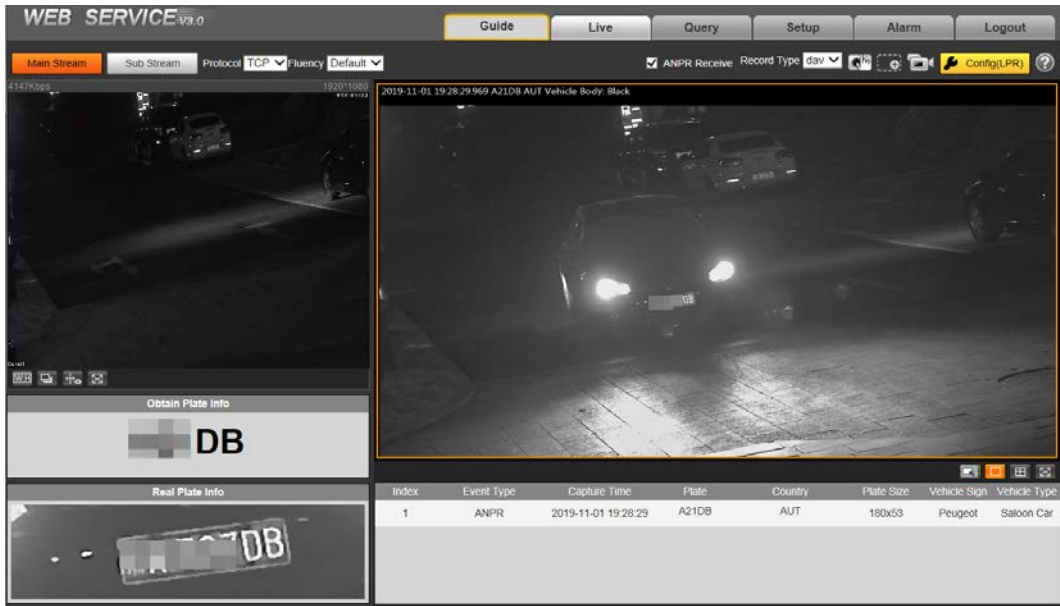 WEB SERVICE V3.0
Guide
Live
Query
Setup
Alarm
Logout
Main Stream
Sub Stream
Protocol TCP Fluency Default
ANPR Receive Record Type dav
Config(LPR)
4147Kbps 1920*1080
2019-11-01 19:28:29:969 A21DB AUT Vehicle Body: Black
DB
Obtain Plate Info
DB
Real Plate Info
DB
Index Event Type Capture Time Plate Country Plate Size Vehicle Sign Vehicle Type
1 ANPR 2019-11-01 19:28:29 A21DB AUT 180x53 Peugeot Saloon Car